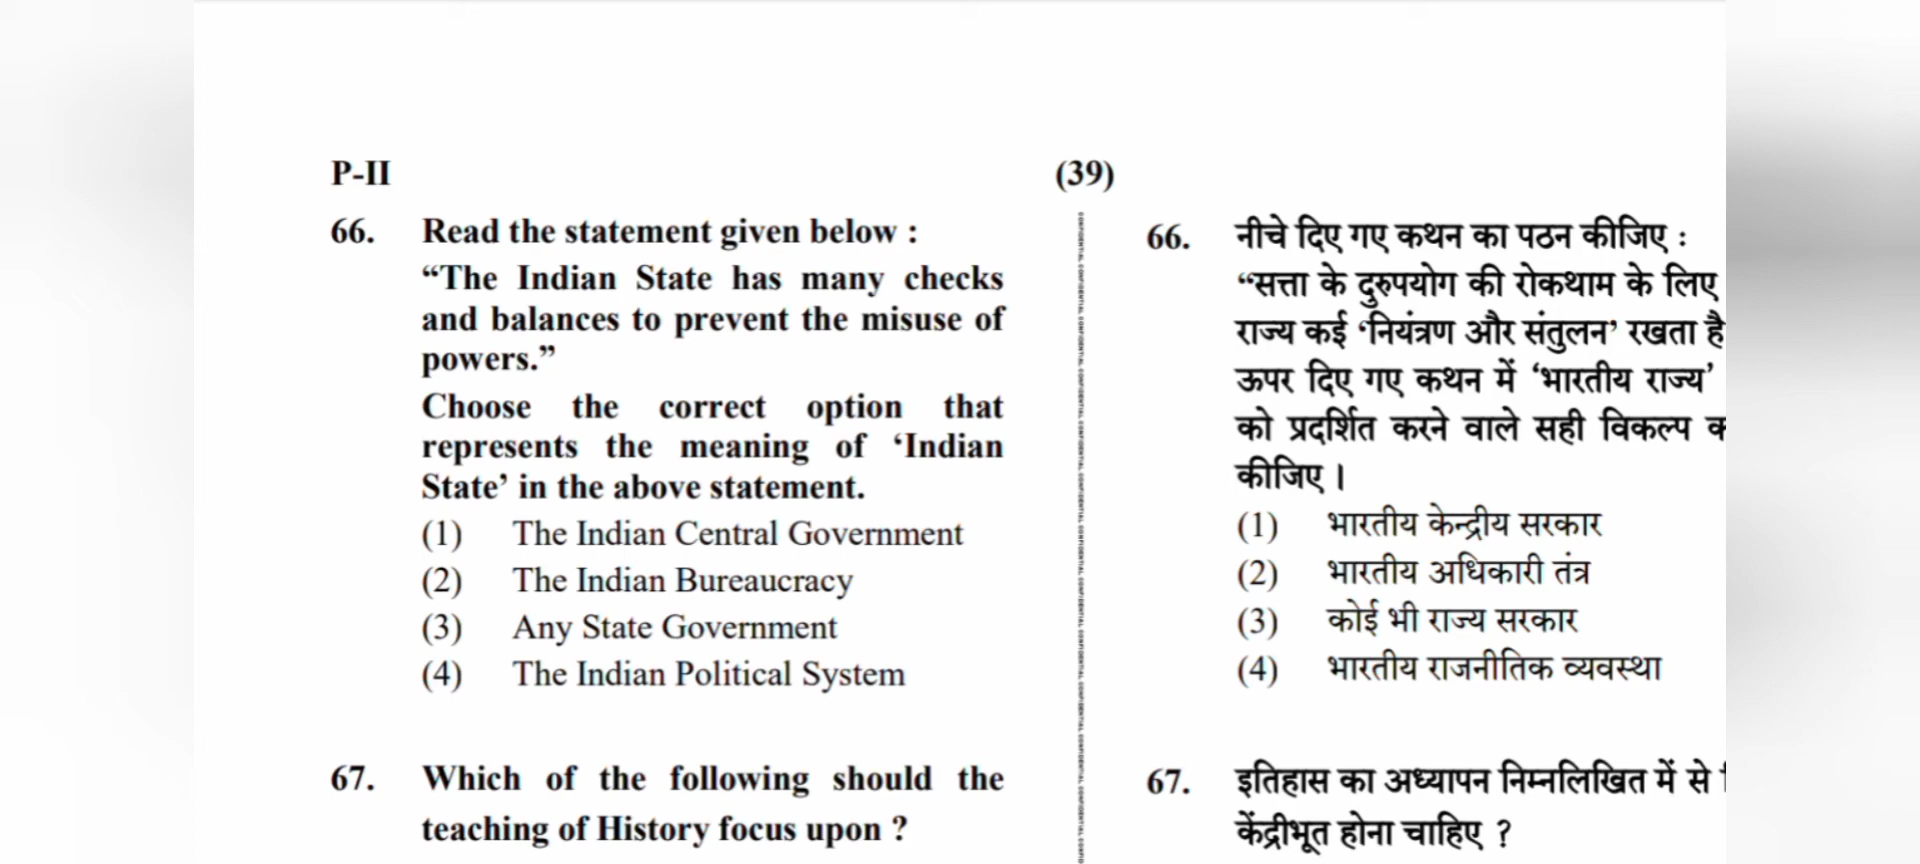 P-II
(39)
66. Read the statement given below :
“The Indian State has many checks
and balances to prevent the misuse of
powers.”
Choose the correct option that
represents the meaning of ‘Indian
State’ in the above statement.
(1) The Indian Central Government
(2) The Indian Bureaucracy
(3) Any State Government
(4) The Indian Political System
67. Which of the following should the
teaching of History focus upon ?
66. नीचे दिए गए कथन का पठन कीजिए :
“सत्ता के दुरुपयोग की रोकथाम के लिए
राज्य कई ‘नियंत्रण और संतुलन’ रखता है
ऊपर दिए गए कथन में ‘भारतीय राज्य’
को प्रदर्शित करने वाले सही विकल्प
कीजिए ।
(1) भारतीय केन्द्रीय सरकार
(2) भारतीय अधिकारी तंत्र
(3) कोई भी राज्य सरकार
(4) भारतीय राजनीतिक व्यवस्था
67. इतिहास का अध्यापन निम्नलिखित में से
केंद्रीभूत होना चाहिए ?